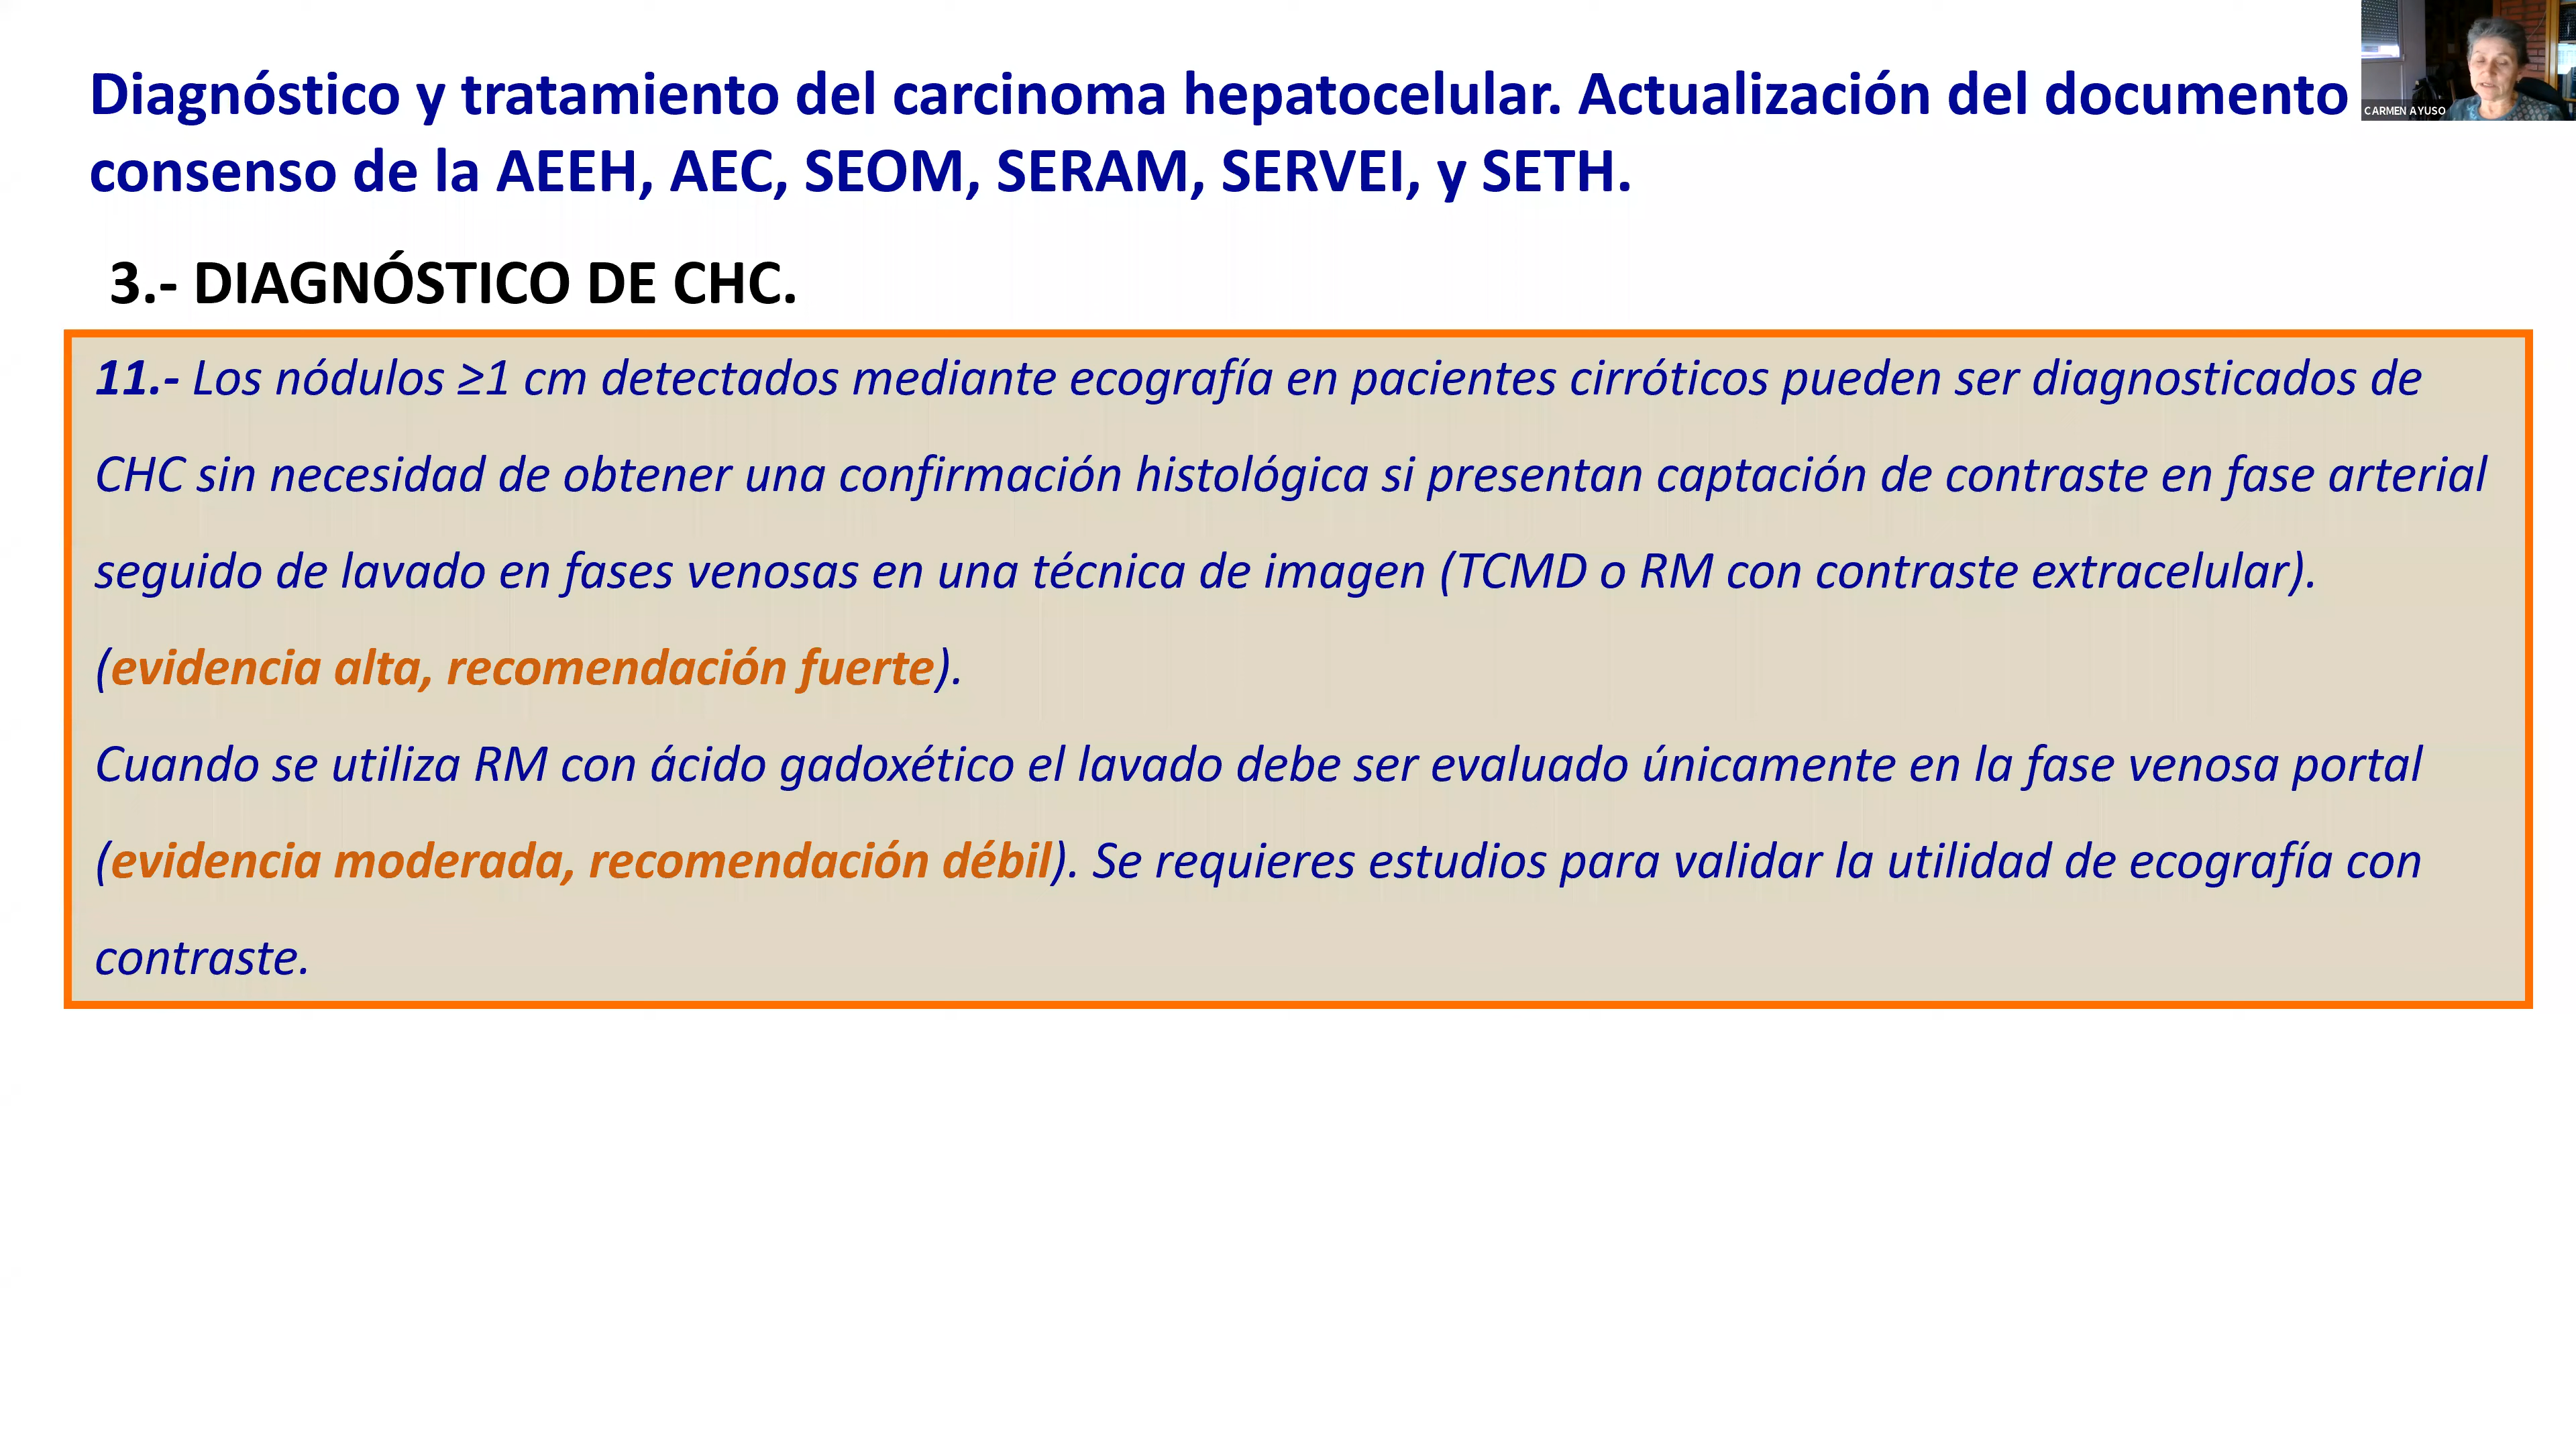 Diagnóstico y tratamiento del carcinoma hepatocelular. Actualización del documento
consenso de la AEEH, AEC, SEOM, SERAM, SERVEI, y SETH.
CARMEN AYUSO
3.- DIAGNÓSTICO DE CHC.
11.- Los nódulos ≥1 cm detectados mediante ecografía en pacientes cirróticos pueden ser diagnosticados de
CHC sin necesidad de obtener una confirmación histológica si presentan captación de contraste en fase arterial
seguido de lavado en fases venosas en una técnica de imagen (TCMD o RM con contraste extracelular).
(evidencia alta, recomendación fuerte).
Cuando se utiliza RM con ácido gadoxético el lavado debe ser evaluado únicamente en la fase venosa portal
(evidencia moderada, recomendación débil). Se requieres estudios para validar la utilidad de ecografía con
contraste.